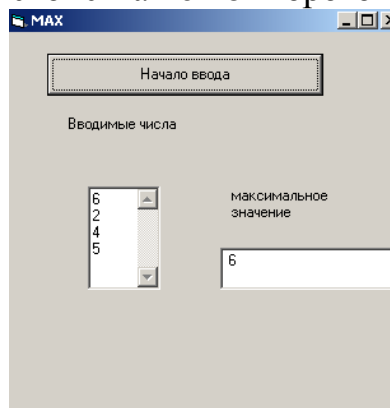 MAX
Начало ввода
Вводимые числа
6
2
4
5
максимальное
значение
6